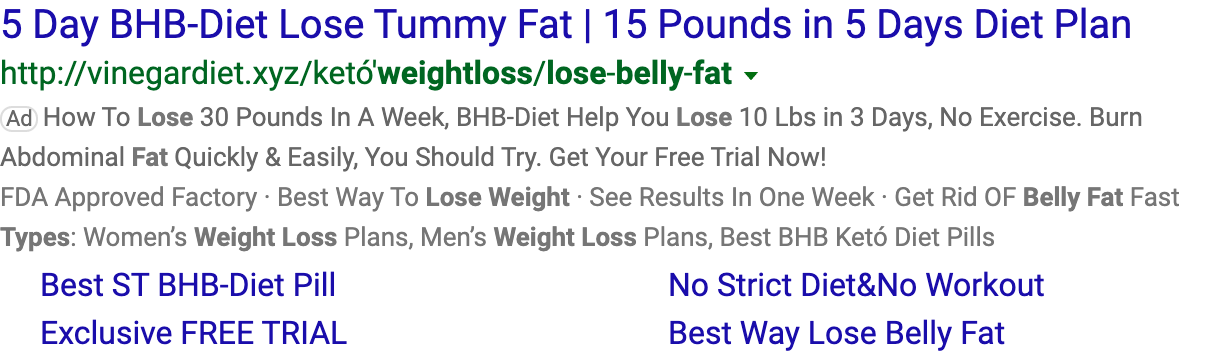 5 Day BHB-Diet Lose Tummy Fat | 15 Pounds in 5 Days Diet Plan
http://vinegardiet.xyz/ketó'weightloss/lose-belly-fat
Ad How To Lose 30 Pounds In A Week, BHB-Diet Help You Lose 10 Lbs in 3 Days, No Exercise. Burn
Abdominal Fat Quickly & Easily, You Should Try. Get Your Free Trial Now!
FDA Approved Factory · Best Way To Lose Weight · See Results In One Week · Get Rid OF Belly Fat Fast
Types: Women's Weight Loss Plans, Men's Weight Loss Plans, Best BHB Ketó Diet Pills
Best ST BHB-Diet Pill
No Strict Diet&No Workout
Exclusive FREE TRIAL
Best Way Lose Belly Fat